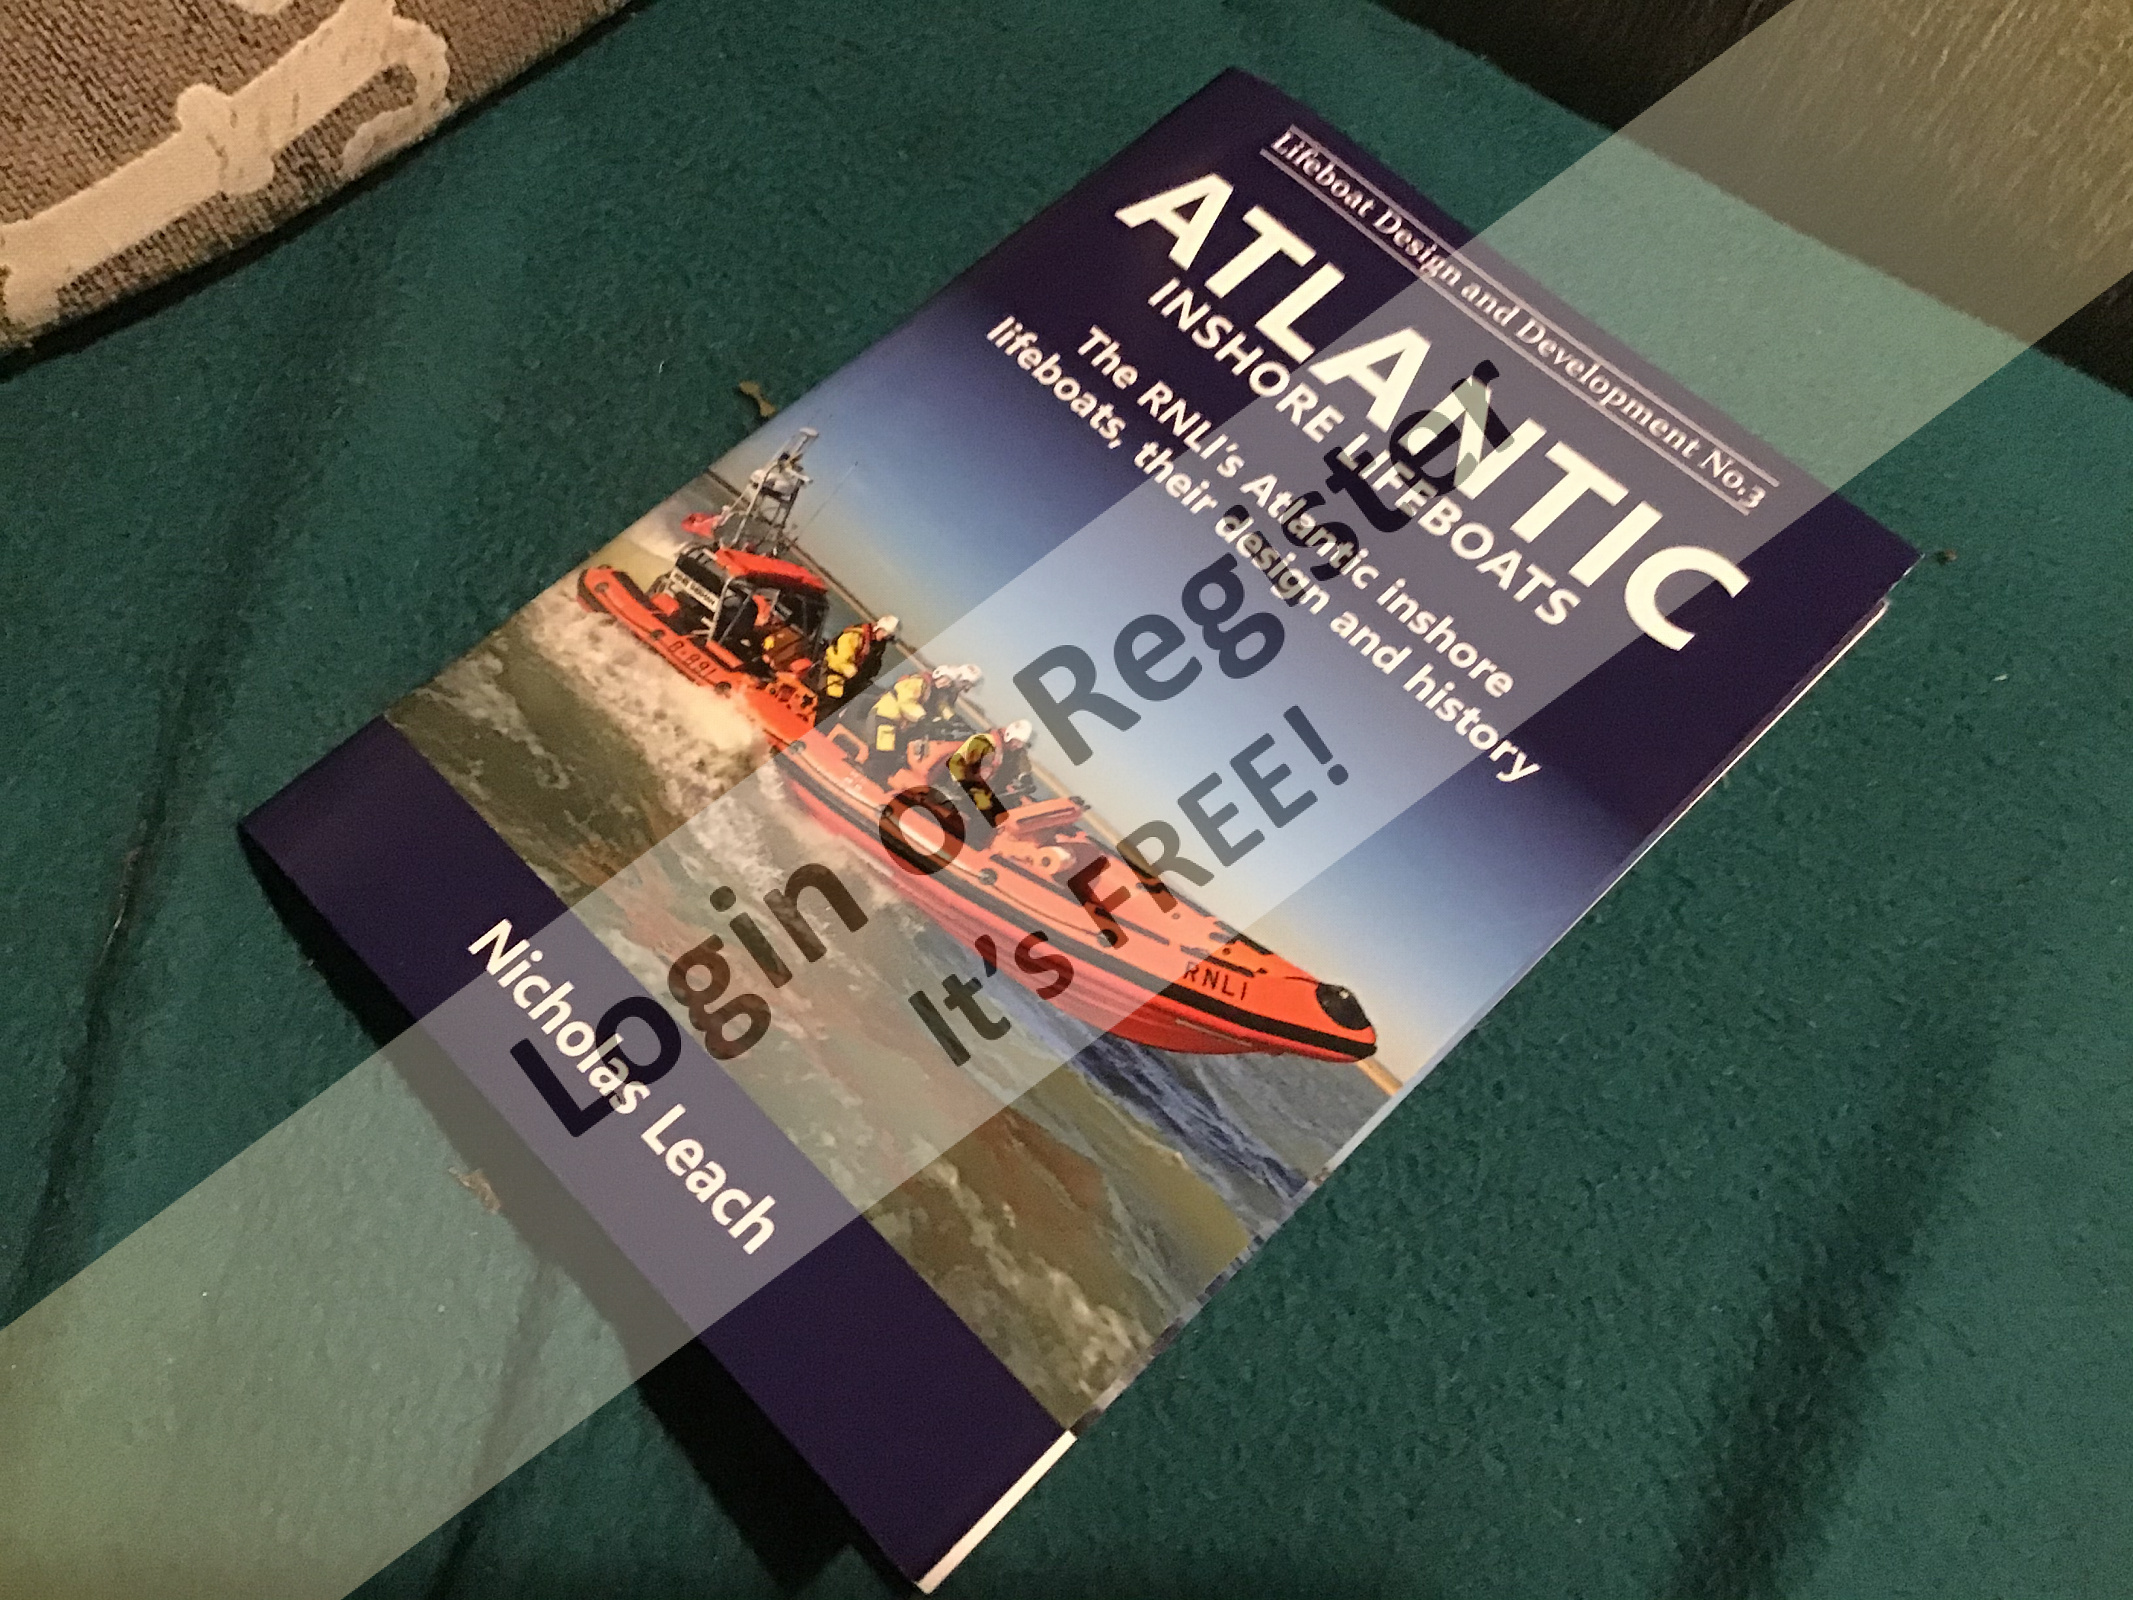 Lifeboat Design and Development No.3
ATLANTIC
INSHORE LIFEBOATS
The RNLI's Atlantic inshore
lifeboats, their design and history
B-891
RNLI
Nicholas Leach
Login or Register!
It's FREE!